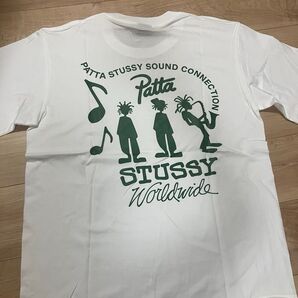 PATTA STUSSY SOUND CONNECTION
Patta
STUSSY
Worldwide